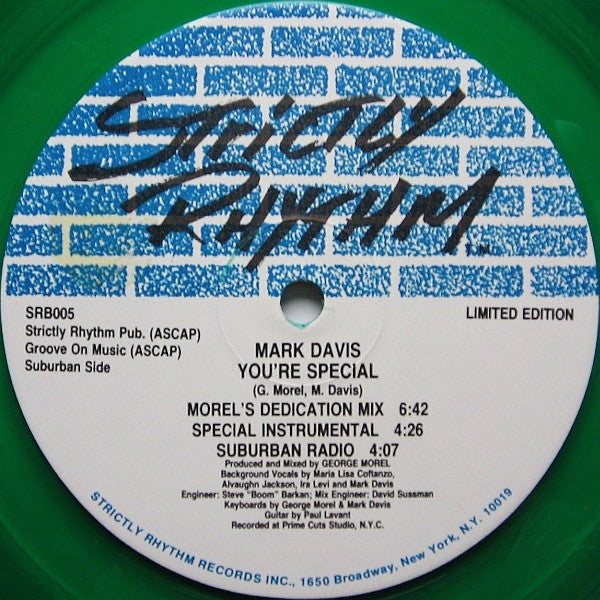 STRICTLY
RHYTHM.
SRB005
LIMITED EDITION
Strictly Rhythm Pub. (ASCAP)
Groove On Music (ASCAP)
Suburban Side
MARK DAVIS
YOU'RE SPECIAL
(G. Morel, M. Davis)
MOREL'S DEDICATION MIX 6:42
SPECIAL INSTRUMENTAL 4:26
SUBURBAN RADIO 4:07
Produced and Mixed by GEORGE MOREL
Background Vocals by Maria Lisa Coftanzo,
Alvaughn Jackson, Ira Levi and Mark Davis
Engineer: Steve "Boom" Barkan; Mix Engineer: David Sussman
Keyboards by George Morel & Mark Davis
Guitar by Paul Lavant
Recorded at Prime Cuts Studio, N.Y.C.
STRICTLY RHYTHM RECORDS INC., 1650 Broadway, New York, N.Y. 10019